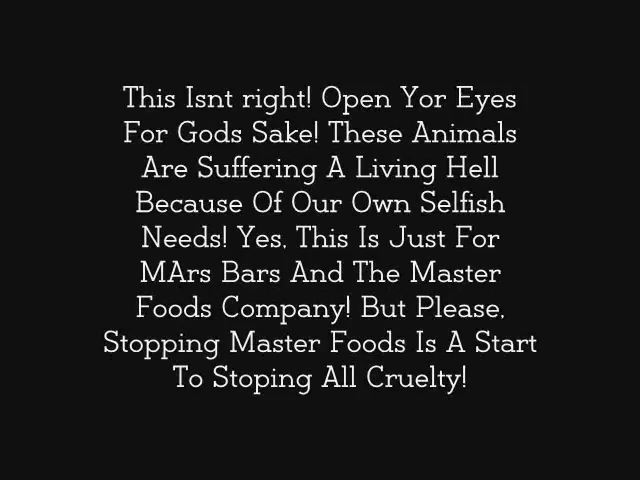 This Isnt right! Open Yor Eyes
For Gods Sake! These Animals
Are Suffering A Living Hell
Because Of Our Own Selfish
Needs! Yes, This Is Just For
MArs Bars And The Master
Foods Company! But Please,
Stopping Master Foods Is A Start
To Stoping All Cruelty!